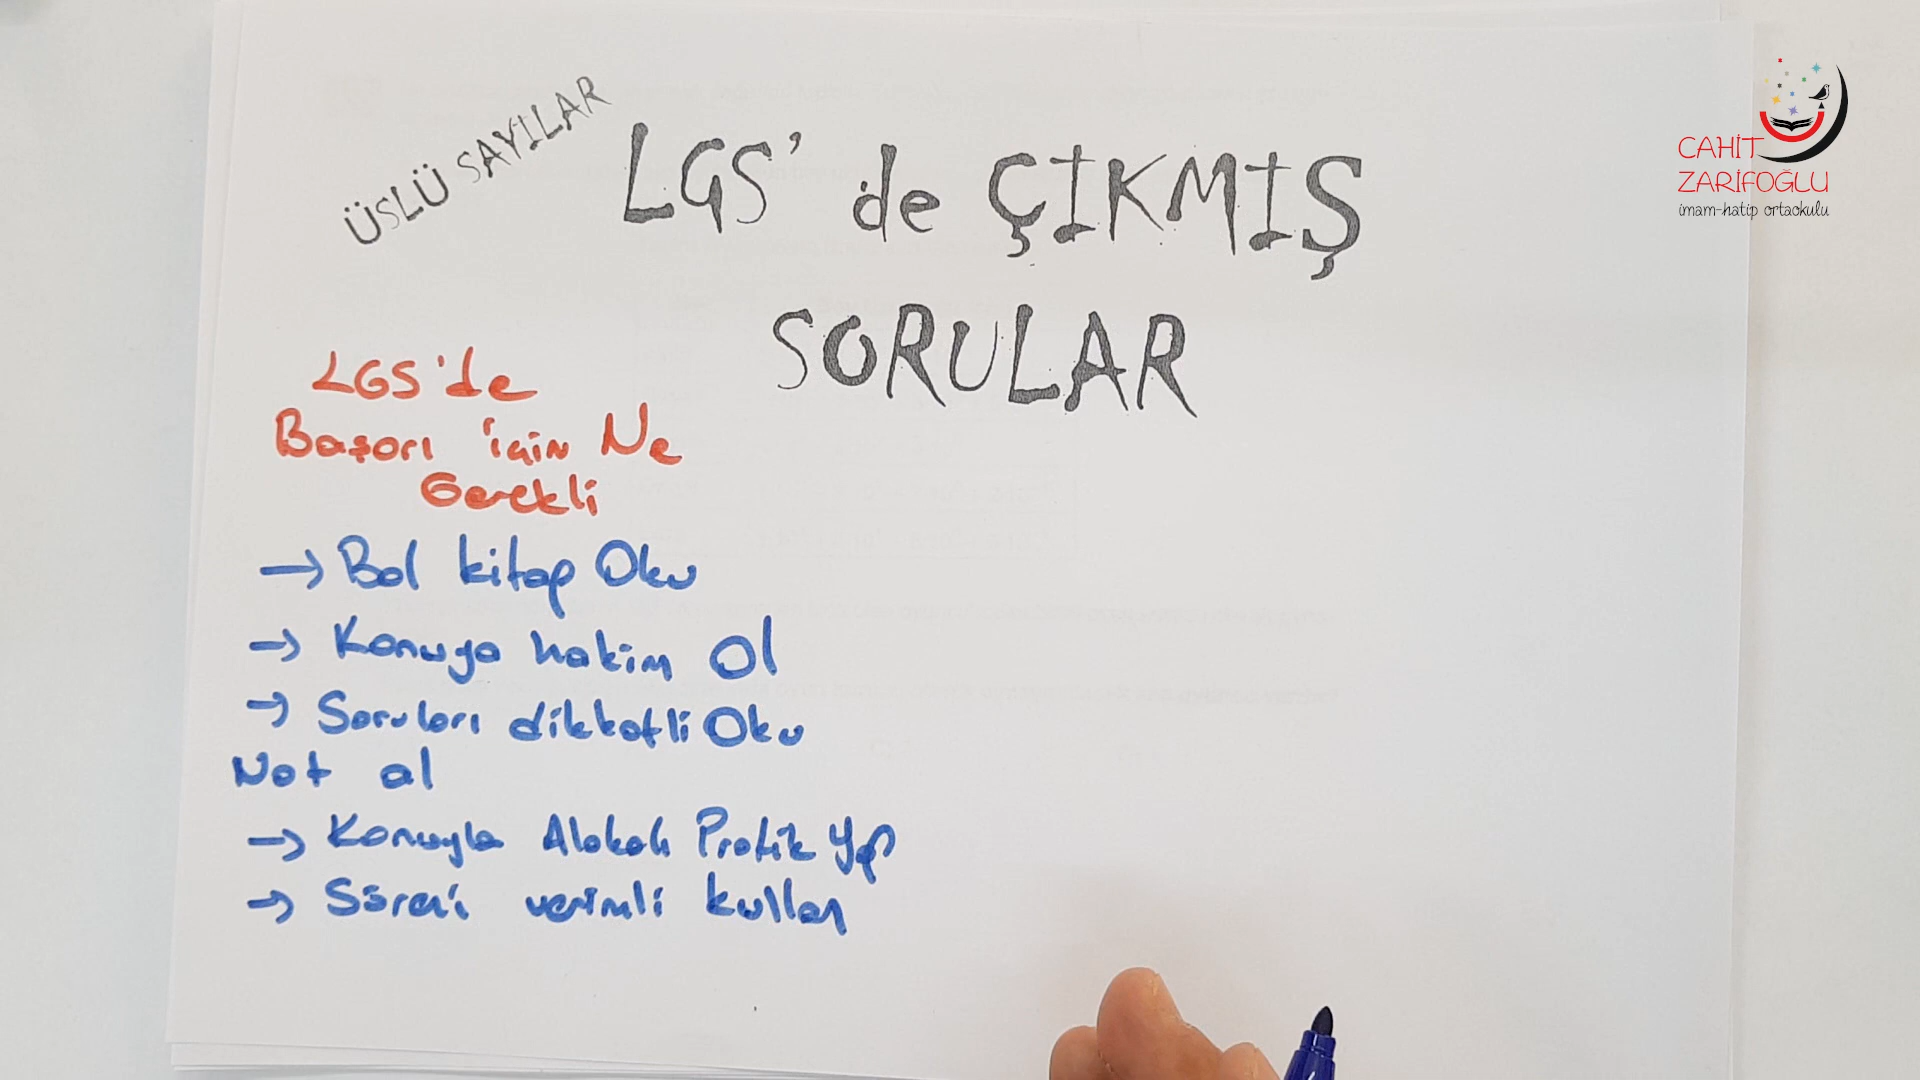 ÜSLÜ SAYILAR
LGS' de ÇIKMIŞ
SORULAR
CAHİT
ZARİFOĞLU
imam-hatip ortaokulu
LGS'de
Başarı için Ne
Gerekli
→ Bol kitap Oku
→ Konuya hakim Ol
→ Soruları dikkatli Oku
Not al
→ Konuyla Alakalı Pratik Yap
→ Süre'i verimli kullan